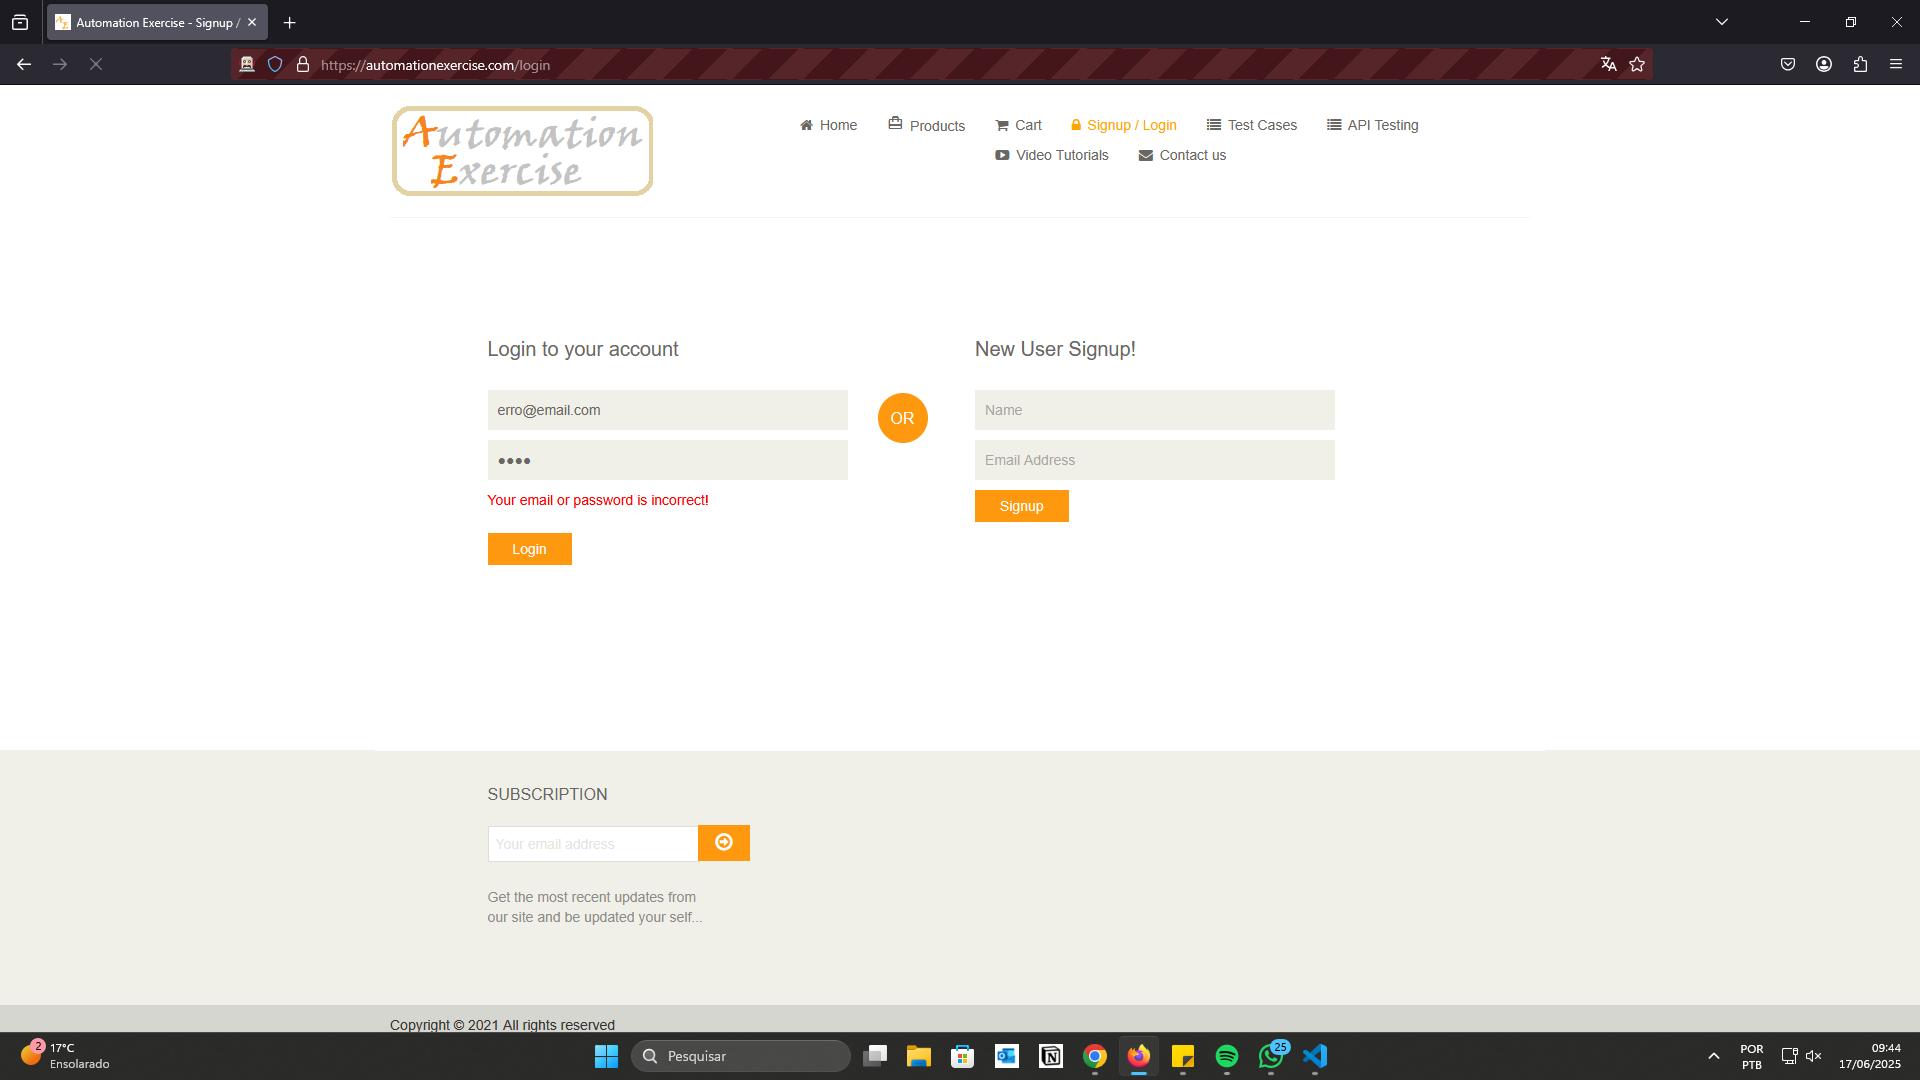 Automation Exercise - Signup /
https://automationexercise.com/login
Automation
Exercise
Home
Products
Cart
Signup / Login
Test Cases
API Testing
Video Tutorials
Contact us
Login to your account
erro@email.com
••••
Your email or password is incorrect!
Login
OR
New User Signup!
Name
Email Address
Signup
SUBSCRIPTION
Your email address
Get the most recent updates from
our site and be updated your self...
Copyright © 2021 All rights reserved
2
17°C
Ensolarado
Pesquisar
25
POR
PTB
09:44
17/06/2025